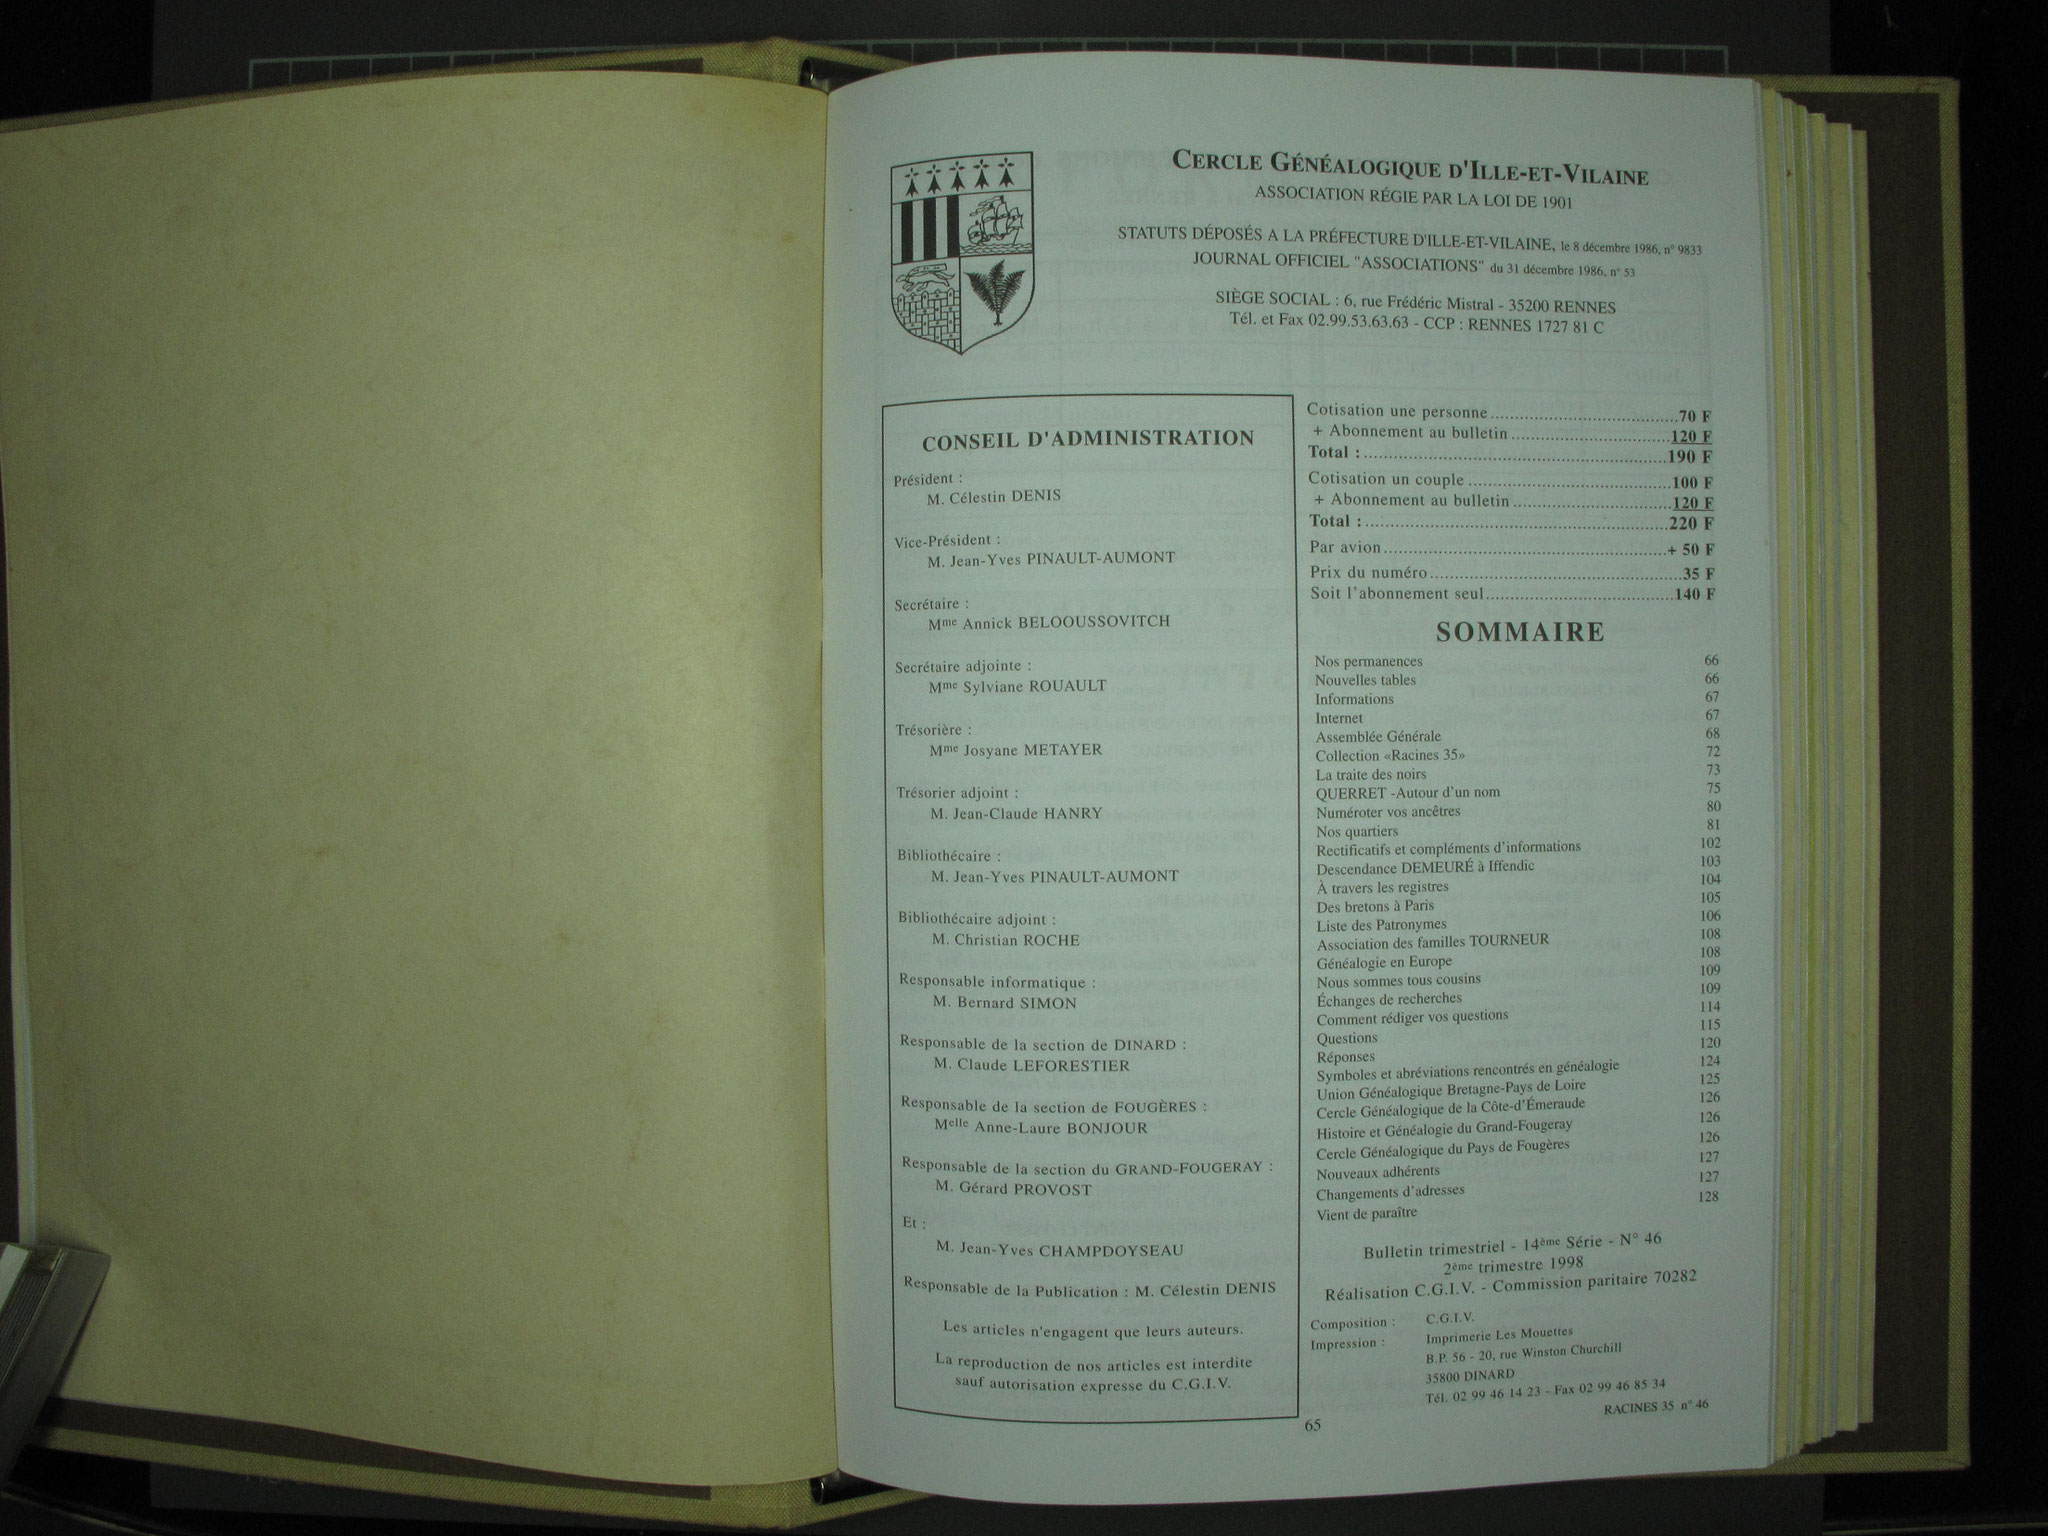 CERCLE GÉNÉALOGIQUE D'ILLE-ET-VILAINE
ASSOCIATION RÉGIE PAR LA LOI DE 1901
STATUTS DÉPOSÉS A LA PRÉFECTURE D'ILLE-ET-VILAINE, le 8 décembre 1986, n° 9833
JOURNAL OFFICIEL "ASSOCIATIONS" du 31 décembre 1986, n° 53
SIÈGE SOCIAL : 6, rue Frédéric Mistral - 35200 RENNES
Tél. et Fax 02.99.53.63.63 - CCP : RENNES 1727 81 C
CONSEIL D'ADMINISTRATION
Président :
M. Célestin DENIS
Vice-Président :
M. Jean-Yves PINAULT-AUMONT
Secrétaire :
Mme Annick BELOOUSSOVITCH
Secrétaire adjointe :
Mme Sylviane ROUAULT
Trésorière :
Mme Josyane METAYER
Trésorier adjoint :
M. Jean-Claude HANRY
Bibliothécaire :
M. Jean-Yves PINAULT-AUMONT
Bibliothécaire adjoint :
M. Christian ROCHE
Responsable informatique :
M. Bernard SIMON
Responsable de la section de DINARD :
M. Claude LEFORESTIER
Responsable de la section de FOUGÈRES :
Melle Anne-Laure BONJOUR
Responsable de la section du GRAND-FOUGERAY :
M. Gérard PROVOST
Et :
M. Jean-Yves CHAMPDOYSEAU
Responsable de la Publication : M. Célestin DENIS
Les articles n'engagent que leurs auteurs.
La reproduction de nos articles est interdite
sauf autorisation expresse du C.G.I.V.
Cotisation une personne ..... 70 F
+ Abonnement au bulletin ..... 120 F
Total : ..... 190 F
Cotisation un couple ..... 100 F
+ Abonnement au bulletin ..... 120 F
Total : ..... 220 F
Par avion ..... + 50 F
Prix du numéro ..... 35 F
Soit l'abonnement seul ..... 140 F
SOMMAIRE
Nos permanences 66
Nouvelles tables 66
Informations 67
Internet 67
Assemblée Générale 68
Collection «Racines 35» 72
La traite des noirs 73
QUERRET -Autour d'un nom 75
Numéroter vos ancêtres 80
Nos quartiers 81
Rectificatifs et compléments d'informations 102
Descendance DEMEURÉ à Iffendic 103
À travers les registres 104
Des bretons à Paris 105
Liste des Patronymes 106
Association des familles TOURNEUR 108
Généalogie en Europe 108
Nous sommes tous cousins 109
Échanges de recherches 109
Comment rédiger vos questions 114
Questions 115
Réponses 120
Symboles et abréviations rencontrés en généalogie 124
Union Généalogique Bretagne-Pays de Loire 125
Cercle Généalogique de la Côte-d'Émeraude 126
Histoire et Généalogie du Grand-Fougeray 126
Cercle Généalogique du Pays de Fougères 126
Nouveaux adhérents 127
Changements d'adresses 127
Vient de paraître 128
Bulletin trimestriel - 14ème Série - N° 46
2ème trimestre 1998
Réalisation C.G.I.V. - Commission paritaire 70282
Composition : C.G.I.V.
Impression : Imprimerie Les Mouettes
B.P. 56 - 20, rue Winston Churchill
35800 DINARD
Tél. 02 99 46 14 23 - Fax 02 99 46 85 34
RACINES 35 n° 46
65